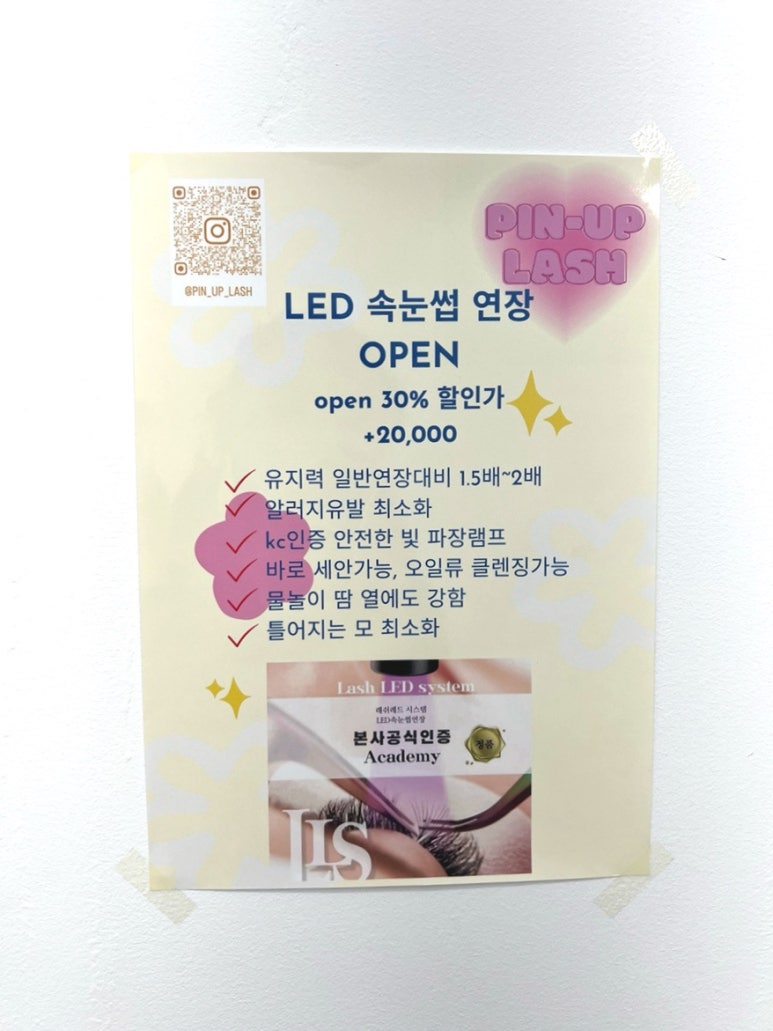 @PIN_UP_LASH
PIN-UP
LASH
LED 속눈썹 연장
OPEN
open 30% 할인가
+20,000
유지력 일반연장대비 1.5배~2배
알러지유발 최소화
kc인증 안전한 빛 파장램프
바로 세안가능, 오일류 클렌징가능
물놀이 땀 열에도 강함
틀어지는 모 최소화
Lash LED system
래쉬레드 시스템
LED속눈썹연장
본사공식인증
Academy
정품
LLS